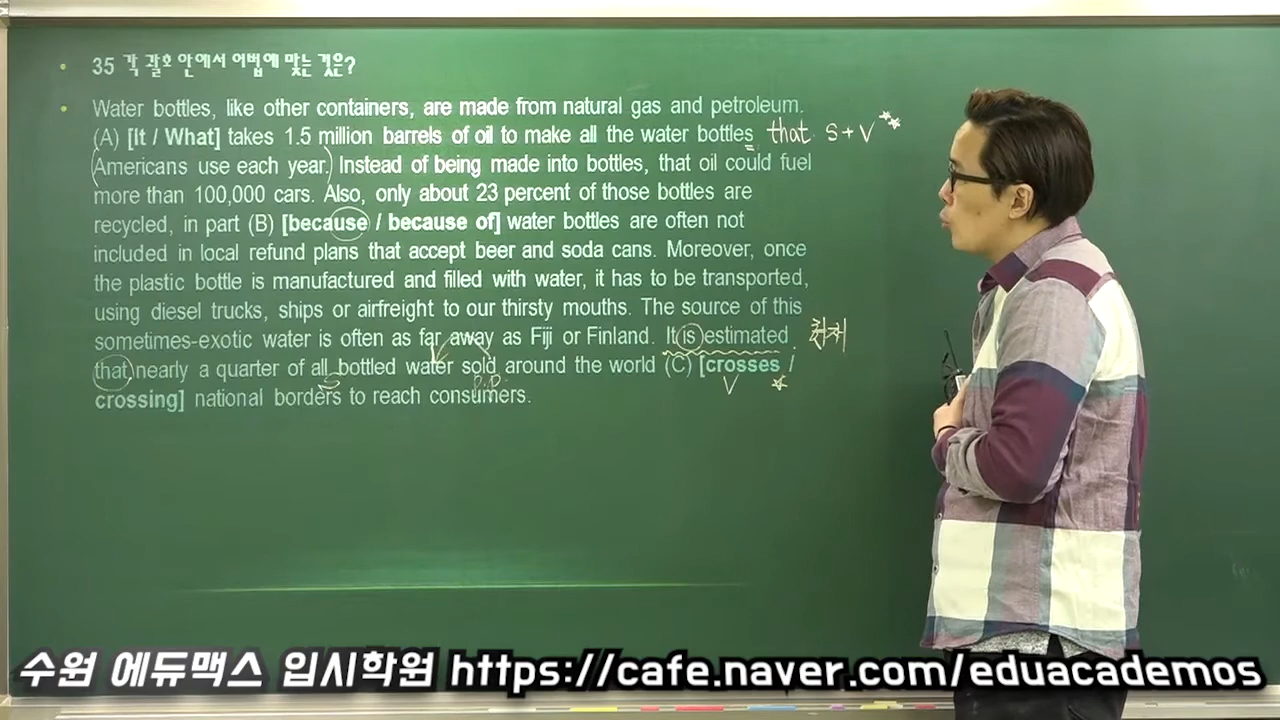 35 각 괄호 안에서 어법에 맞는 것은?
Water bottles, like other containers, are made from natural gas and petroleum.
(A) [It / What] takes 1.5 million barrels of oil to make all the water bottles that S+V
Americans use each year. Instead of being made into bottles, that oil could fuel
more than 100,000 cars. Also, only about 23 percent of those bottles are
recycled, in part (B) [because / because of] water bottles are often not
included in local refund plans that accept beer and soda cans. Moreover, once
the plastic bottle is manufactured and filled with water, it has to be transported,
using diesel trucks, ships or airfreight to our thirsty mouths. The source of this
sometimes-exotic water is often as far away as Fiji or Finland. It is estimated
that nearly a quarter of all bottled water sold around the world (C) [crosses /
S P.P V
crossing] national borders to reach consumers.
수원 에듀맥스 입시학원 https://cafe.naver.com/eduacademos